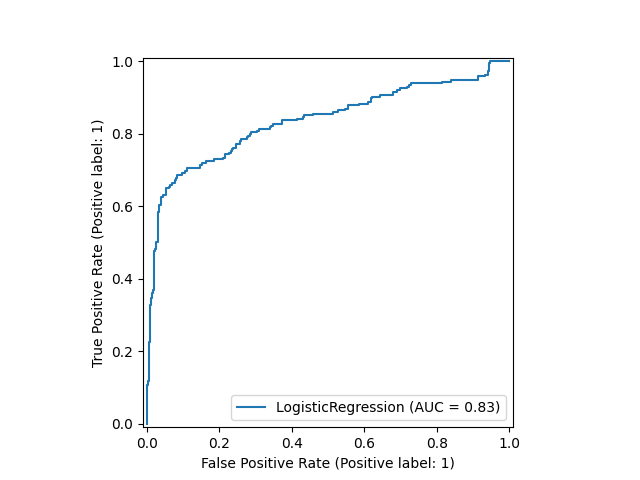 1.0
0.8
0.6
0.4
0.2
0.0
True Positive Rate (Positive label: 1)
LogisticRegression (AUC = 0.83)
0.0 0.2 0.4 0.6 0.8 1.0
False Positive Rate (Positive label: 1)